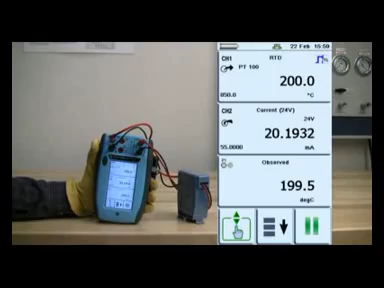 22 Feb 15:59
CH1
RTD
PT 100
200.0
850.0
°C
CH2
Current (24V)
24V
20.1932
55.0000
mA
Observed
199.5
degC